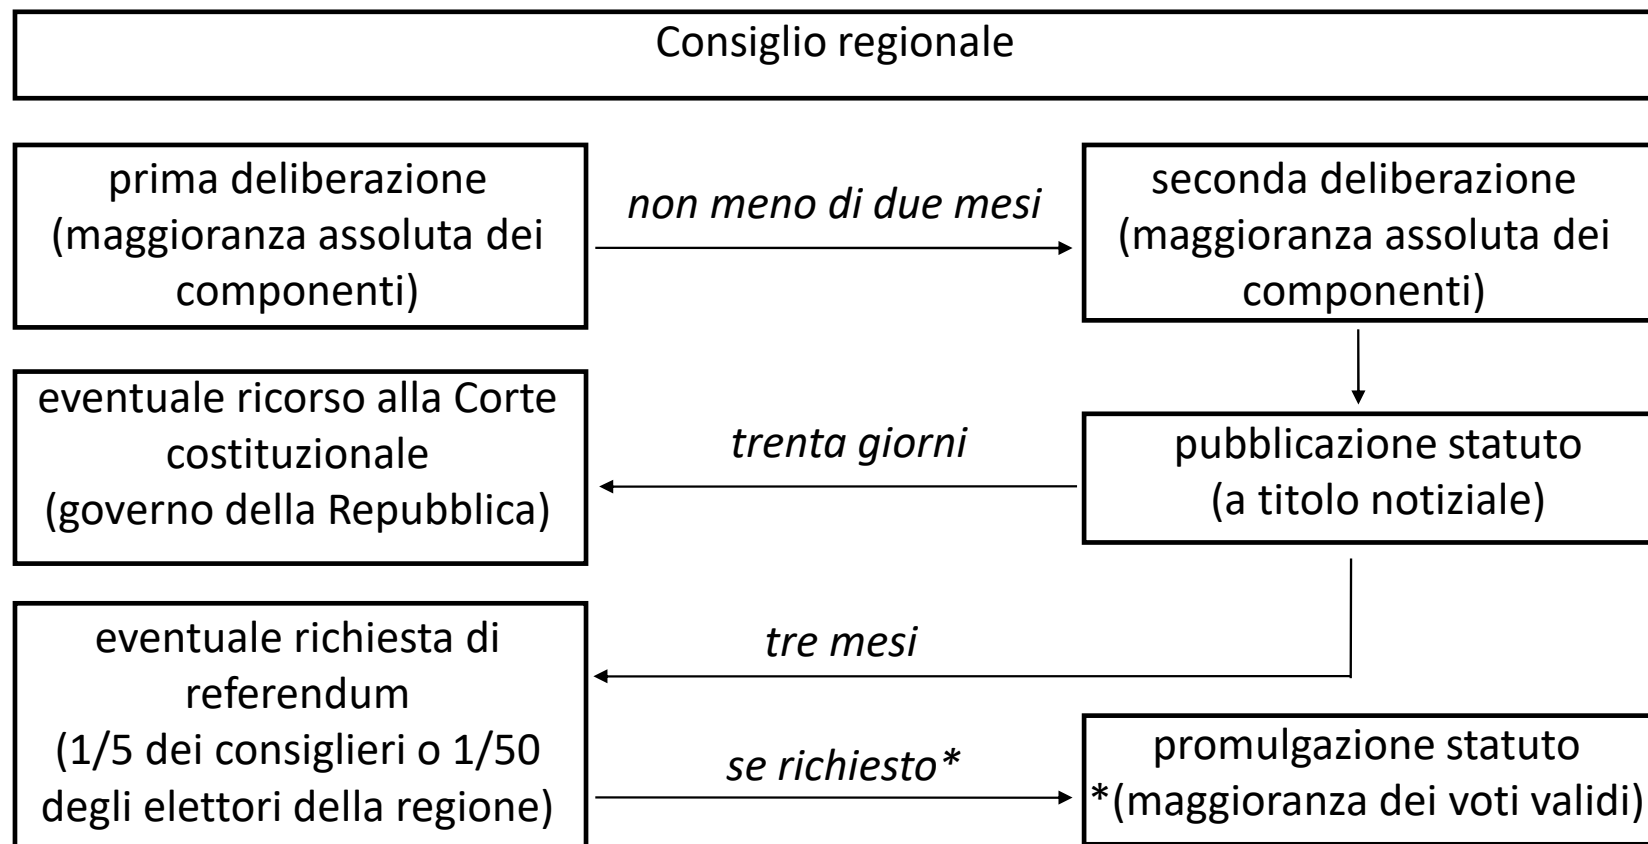 Consiglio regionale
prima deliberazione
(maggioranza assoluta dei
componenti)
non meno di due mesi
seconda deliberazione
(maggioranza assoluta dei
componenti)
eventuale ricorso alla Corte
costituzionale
(governo della Repubblica)
trenta giorni
pubblicazione statuto
(a titolo notiziale)
eventuale richiesta di
referendum
(1/5 dei consiglieri o 1/50
degli elettori della regione)
tre mesi
se richiesto*
promulgazione statuto
*(maggioranza dei voti validi)